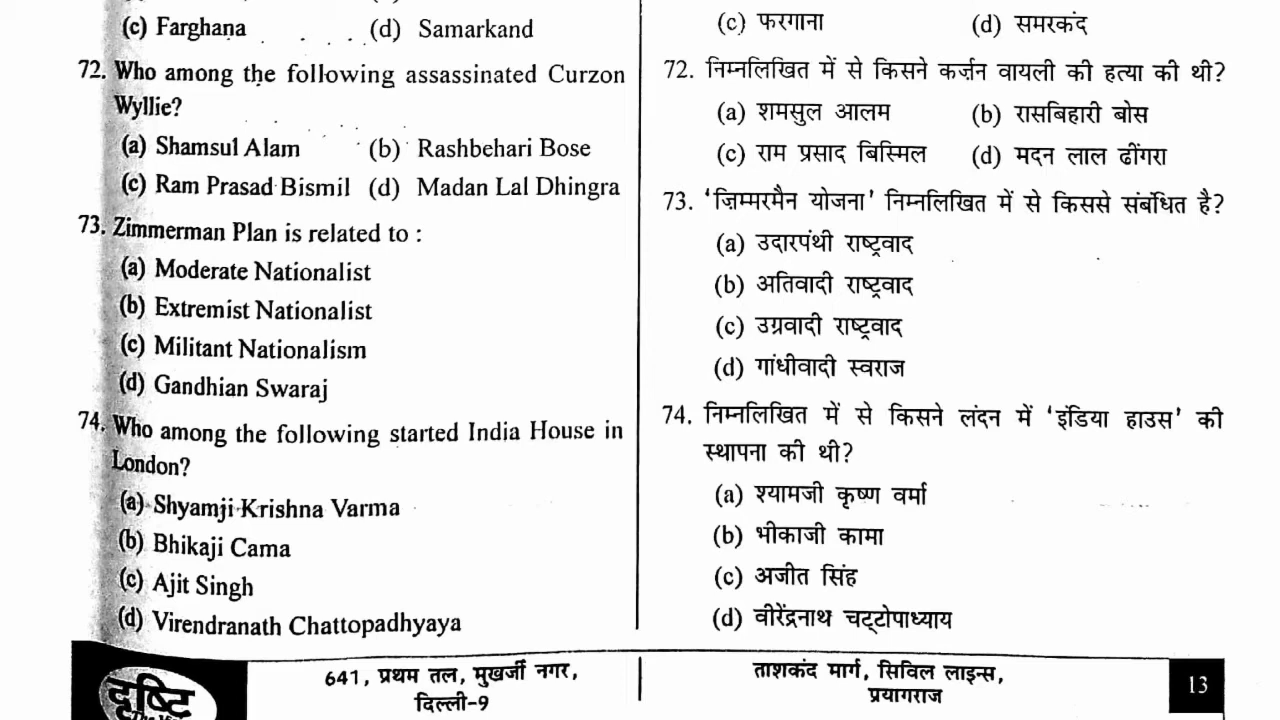 (c) Farghana (d) Samarkand
72. Who among the following assassinated Curzon
Wyllie?
(a) Shamsul Alam (b) Rashbehari Bose
(c) Ram Prasad Bismil (d) Madan Lal Dhingra
73. Zimmerman Plan is related to :
(a) Moderate Nationalist
(b) Extremist Nationalist
(c) Militant Nationalism
(d) Gandhian Swaraj
74. Who among the following started India House in
London?
(a) Shyamji Krishna Varma
(b) Bhikaji Cama
(c) Ajit Singh
(d) Virendranath Chattopadhyaya
(c) फरगाना (d) समरकंद
72. निम्नलिखित में से किसने कर्ज़न वायली की हत्या की थी?
(a) शमसुल आलम (b) रासबिहारी बोस
(c) राम प्रसाद बिस्मिल (d) मदन लाल ढींगरा
73. ‘ज़िम्मरमैन योजना’ निम्नलिखित में से किससे संबंधित है?
(a) उदारपंथी राष्ट्रवाद
(b) अतिवादी राष्ट्रवाद
(c) उग्रवादी राष्ट्रवाद
(d) गांधीवादी स्वराज
74. निम्नलिखित में से किसने लंदन में ‘इंडिया हाउस’ की
स्थापना की थी?
(a) श्यामजी कृष्ण वर्मा
(b) भीकाजी कामा
(c) अजीत सिंह
(d) वीरेंद्रनाथ चट्टोपाध्याय
दृष्टि
641, प्रथम तल, मुखर्जी नगर,
दिल्ली-9
ताशकंद मार्ग, सिविल लाइन्स,
प्रयागराज
13